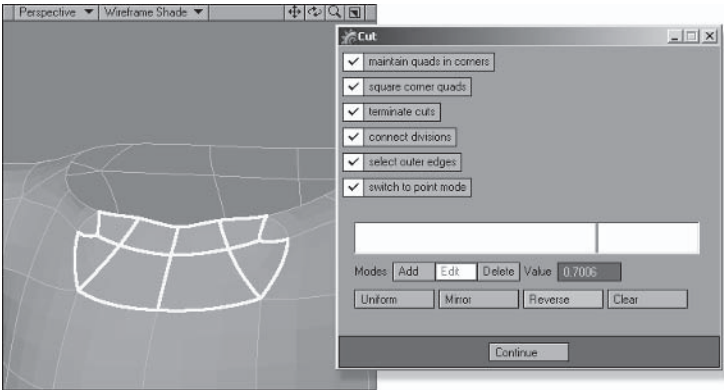 Perspective Wireframe Shade
Cut
maintain quads in corners
square corner quads
terminate cuts
connect divisions
select outer edges
switch to point mode
Modes Add Edit Delete Value 0.7006
Uniform Mirror Reverse Clear
Continue